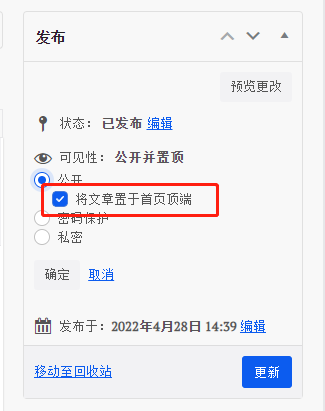 发布
预览更改
状态： 已发布 编辑
可见性： 公开并置顶
公开
将文章置于首页顶端
密码保护
私密
确定 取消
发布于：2022年4月28日 14:39 编辑
移动至回收站 更新